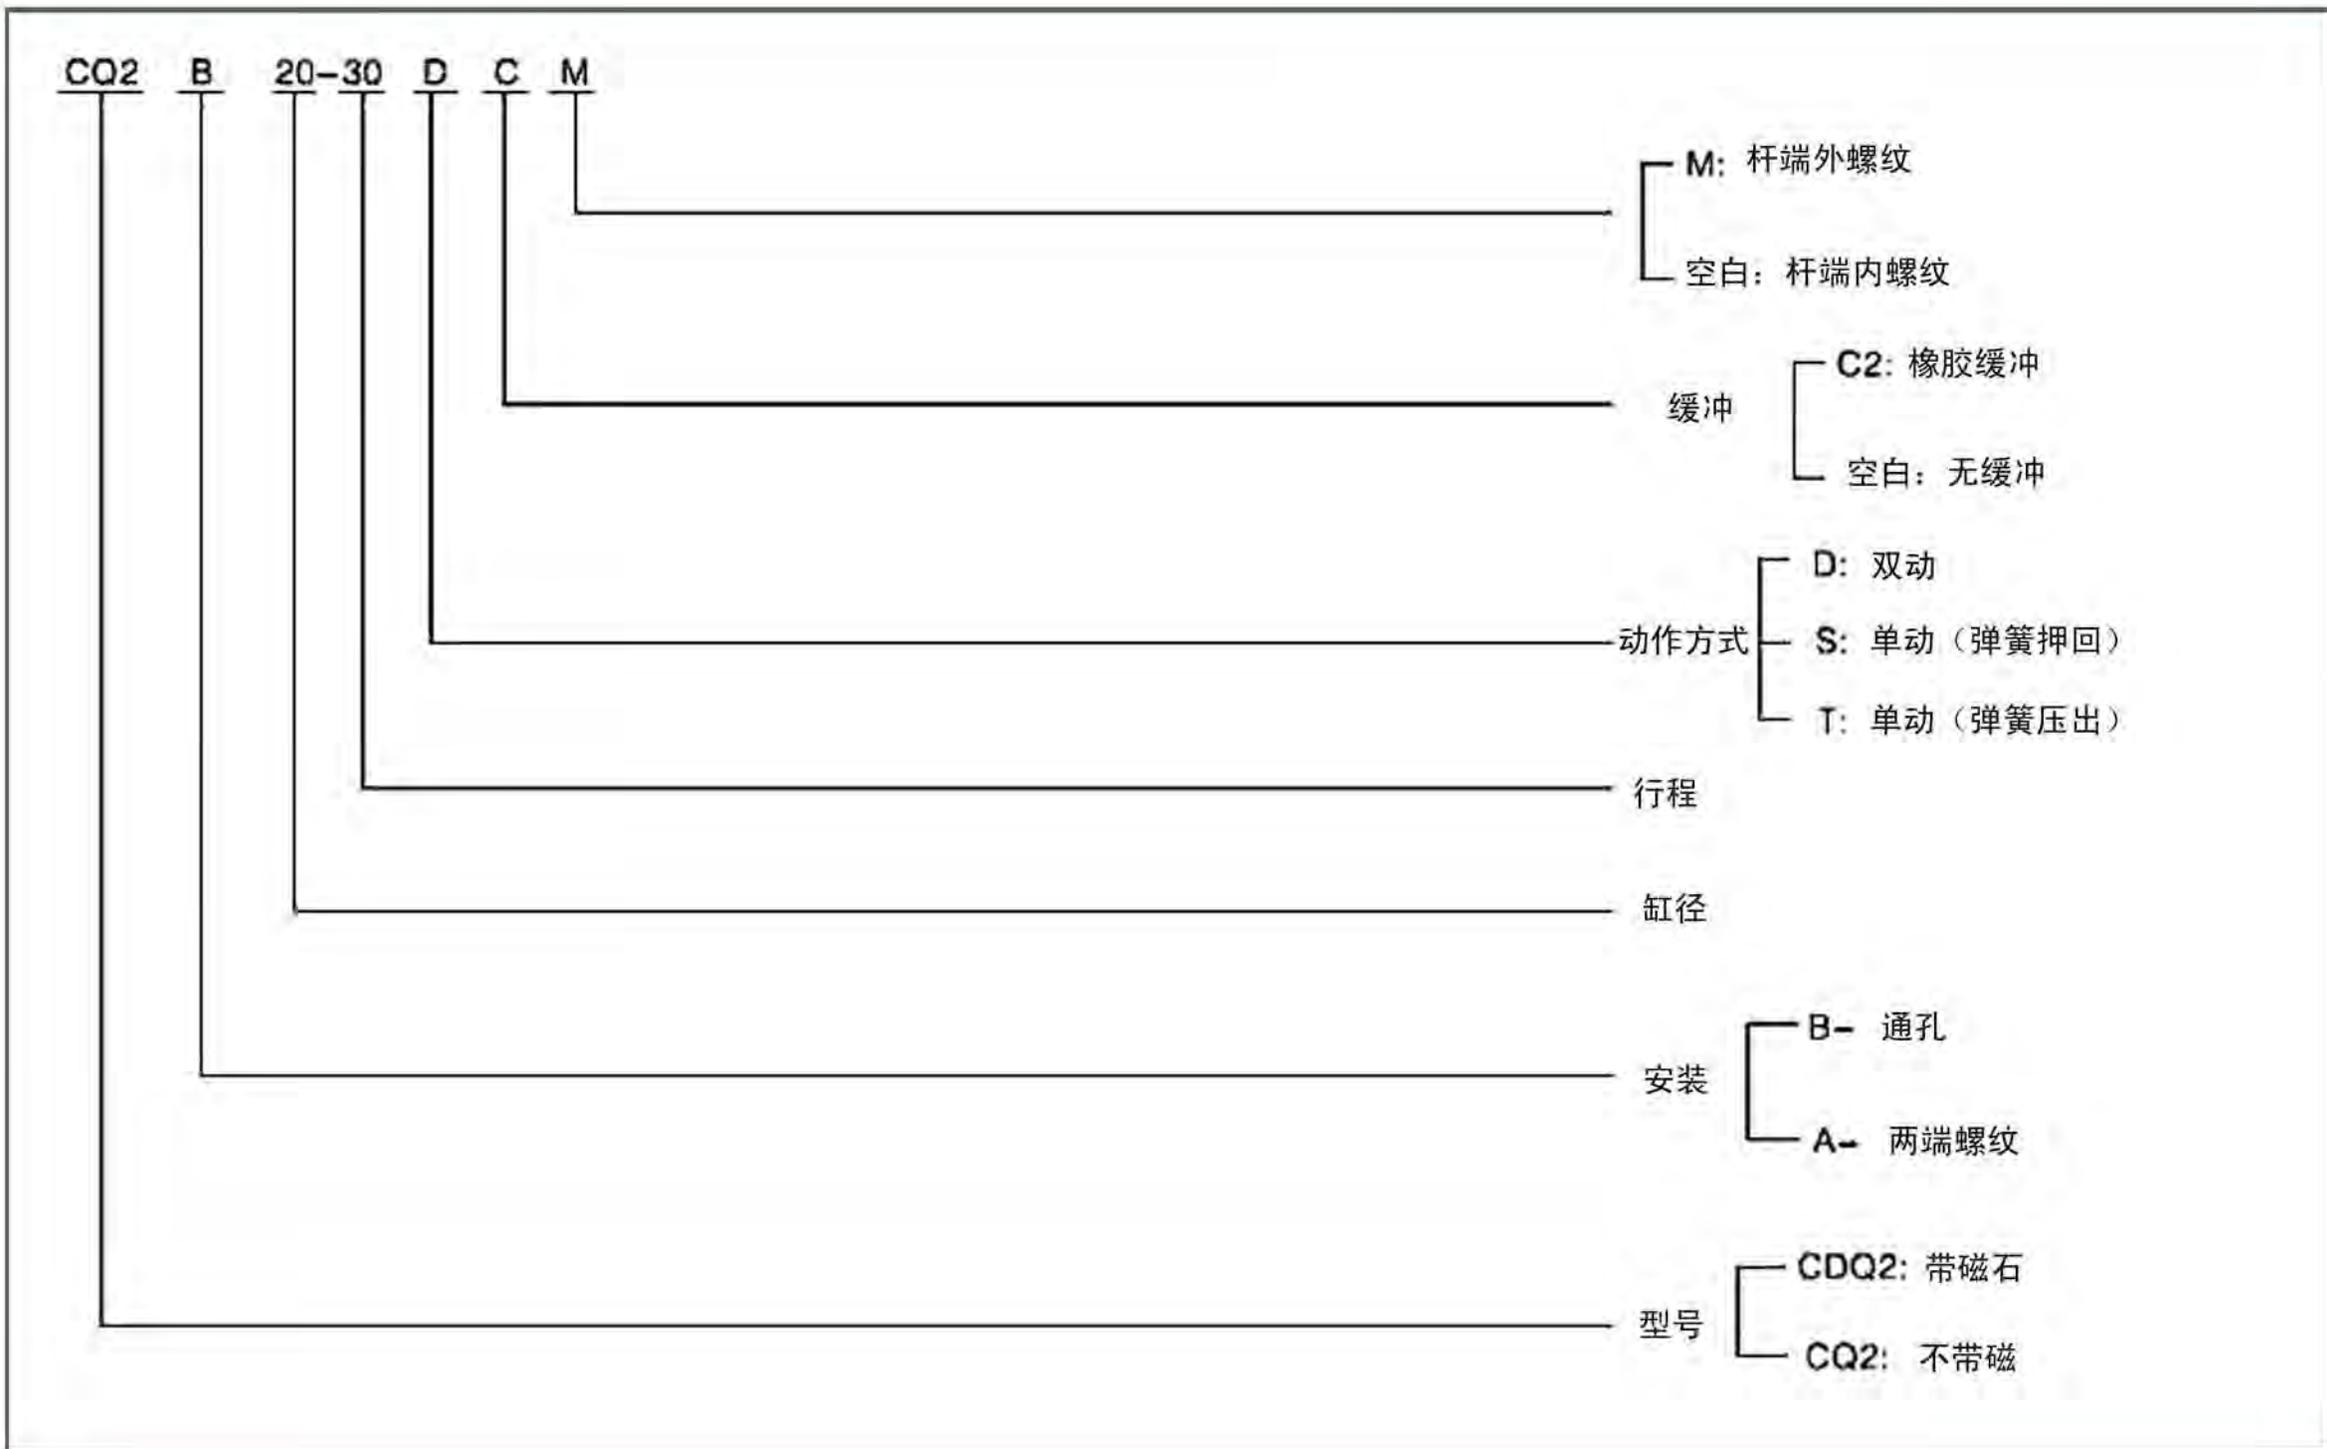 CQ2 B 20-30 D C M
M: 杆端外螺纹
空白：杆端内螺纹
C2: 橡胶缓冲
缓冲
空白：无缓冲
D: 双动
动作方式 S: 单动（弹簧押回）
T: 单动（弹簧压出）
行程
缸径
B- 通孔
安装
A- 两端螺纹
CDQ2: 带磁石
型号
CQ2: 不带磁